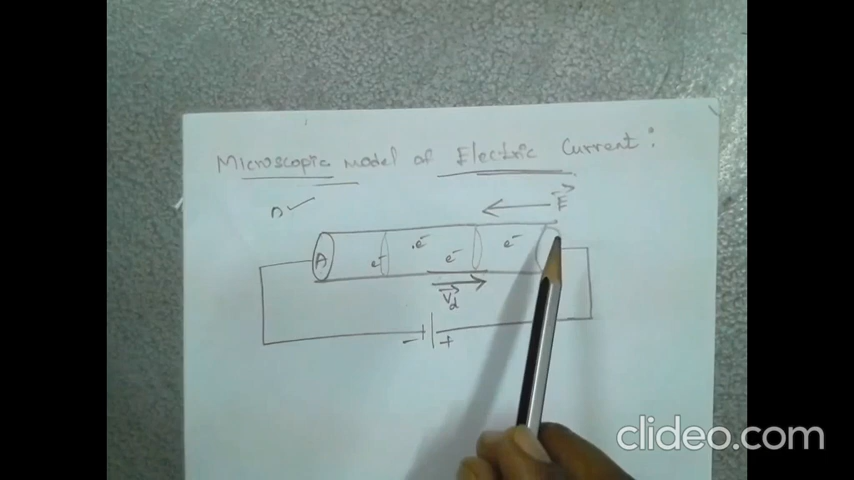 Microscopic model of Electric Current:
n ✓
E
A
e⁻
.e⁻
e⁻
e⁻
Vd
- +
clideo.com